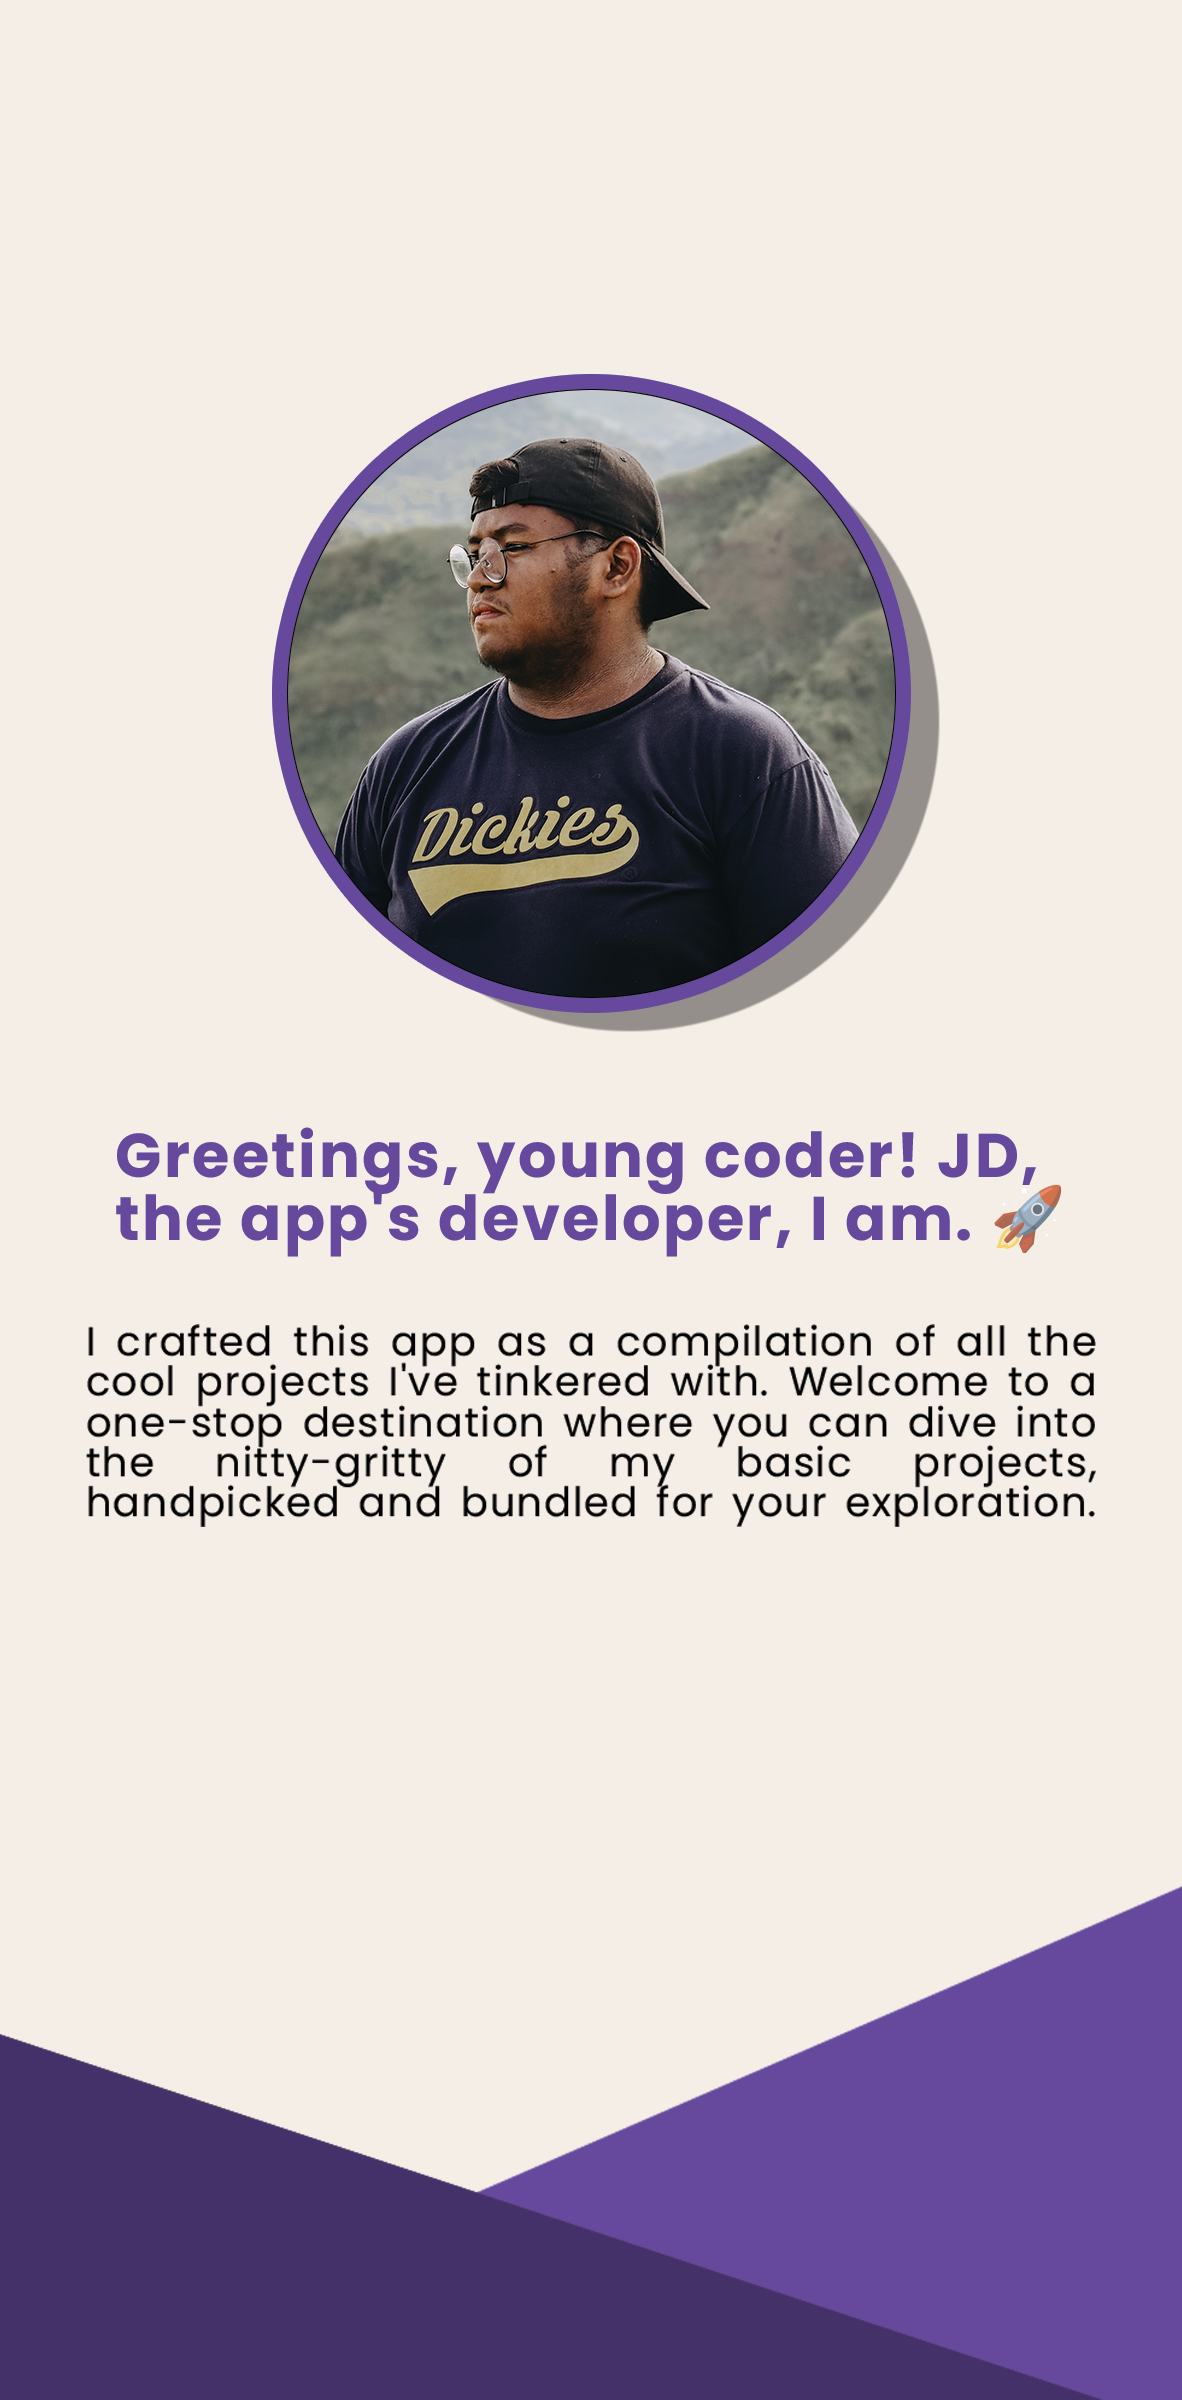 Dickies
Greetings, young coder! JD,
the app's developer, I am. 🚀
I crafted this app as a compilation of all the
cool projects I've tinkered with. Welcome to a
one-stop destination where you can dive into
the nitty-gritty of my basic projects,
handpicked and bundled for your exploration.